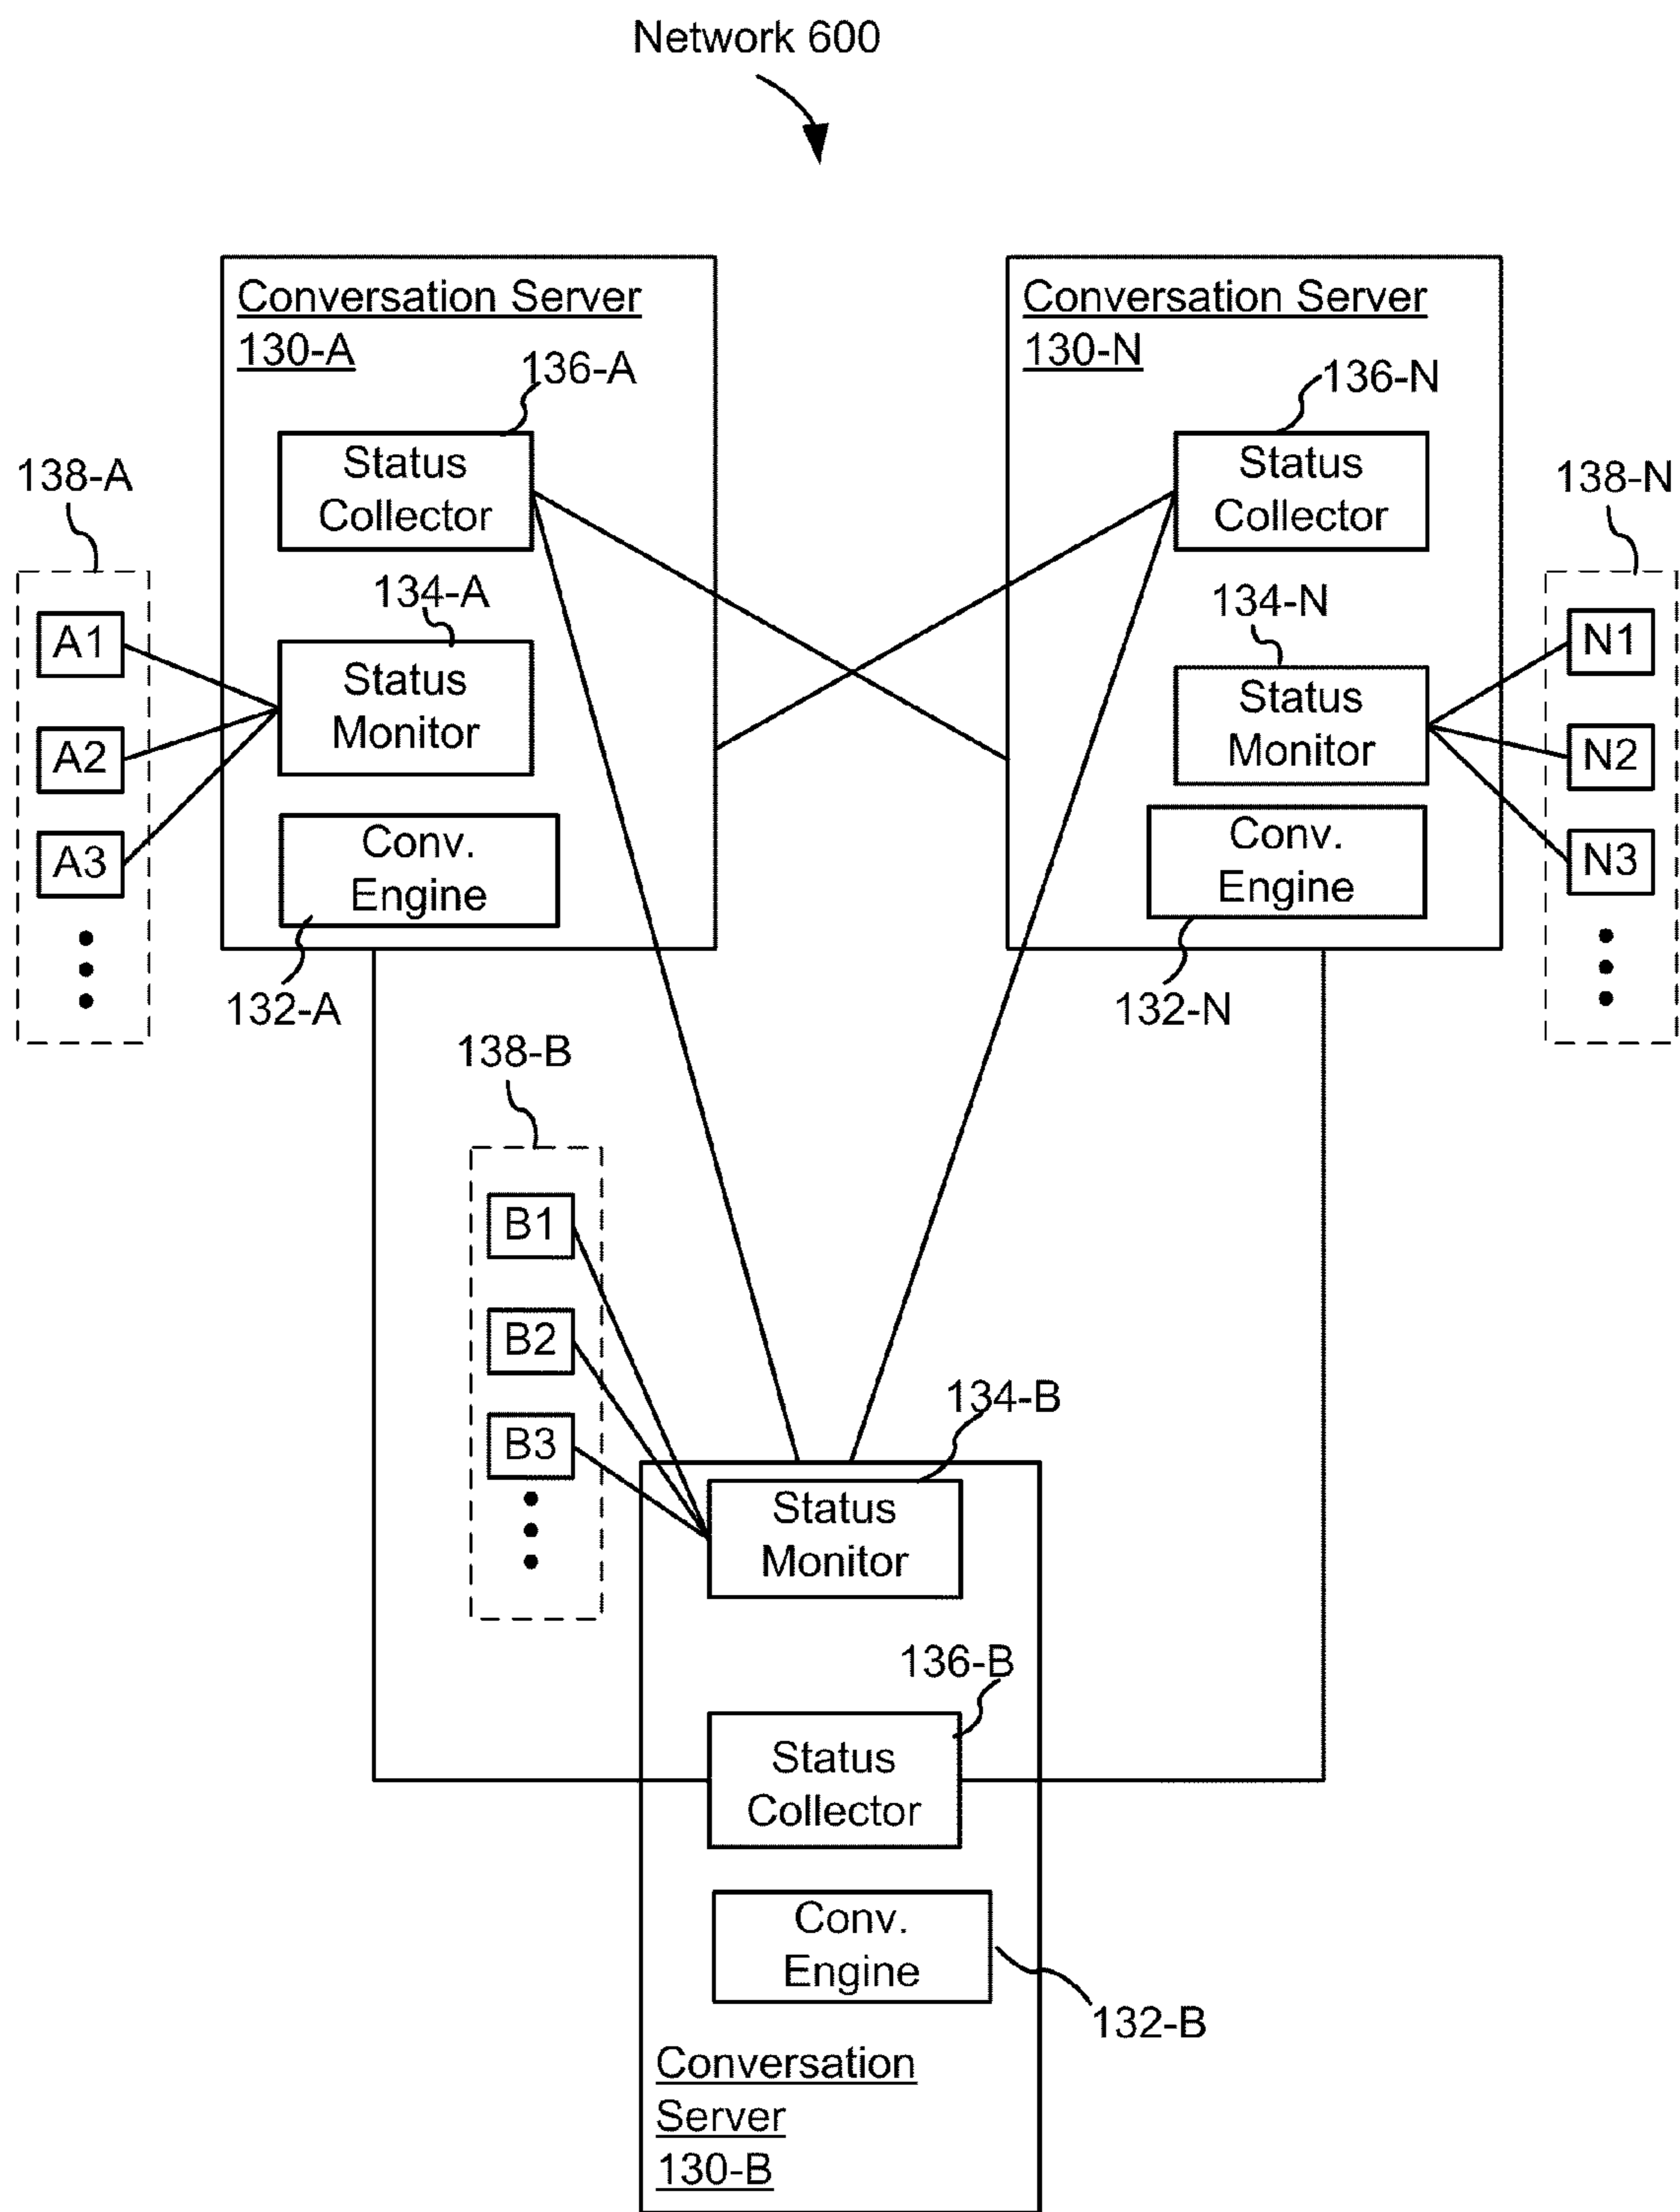 Network 600
Conversation Server
130-A
136-A
Status
Collector
138-A
134-A
A1
A2
A3
Status
Monitor
Conv.
Engine
132-A
Conversation Server
130-N
136-N
Status
Collector
138-N
134-N
Status
Monitor
N1
N2
N3
Conv.
Engine
132-N
138-B
B1
B2
B3
134-B
Status
Monitor
136-B
Status
Collector
Conv.
Engine
132-B
Conversation
Server
130-B